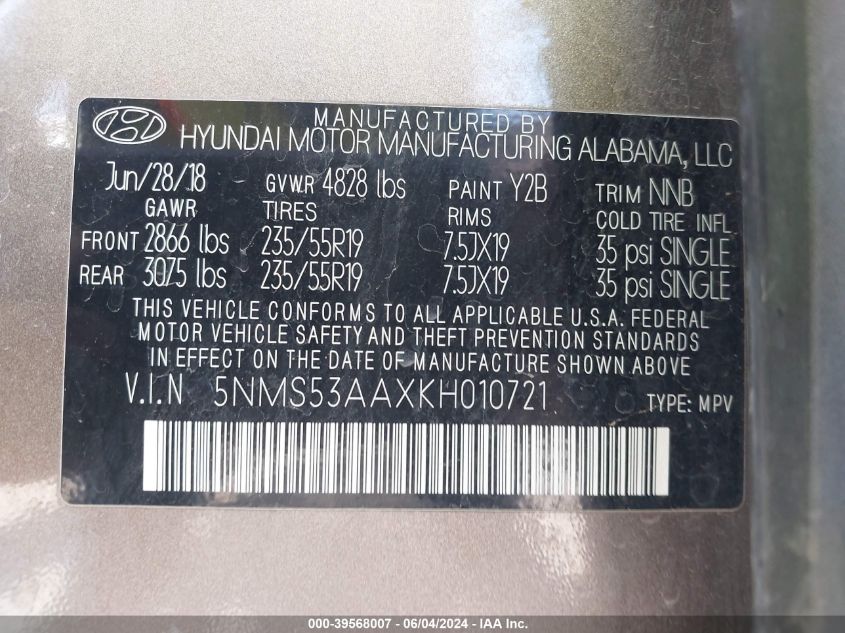 MANUFACTURED BY
HYUNDAI MOTOR MANUFACTURING ALABAMA, LLC
Jun/28/18 GVWR 4828 lbs PAINT Y2B TRIM NNB
GAWR TIRES RIMS COLD TIRE INFL
FRONT 2866 lbs 235/55R19 7.5JX19 35 psi SINGLE
REAR 3075 lbs 235/55R19 7.5JX19 35 psi SINGLE
THIS VEHICLE CONFORMS TO ALL APPLICABLE U.S.A. FEDERAL
MOTOR VEHICLE SAFETY AND THEFT PREVENTION STANDARDS
IN EFFECT ON THE DATE OF MANUFACTURE SHOWN ABOVE
V.I.N 5NMS53AAXKH010721 TYPE: MPV
000-39568007 - 06/04/2024 - IAA Inc.